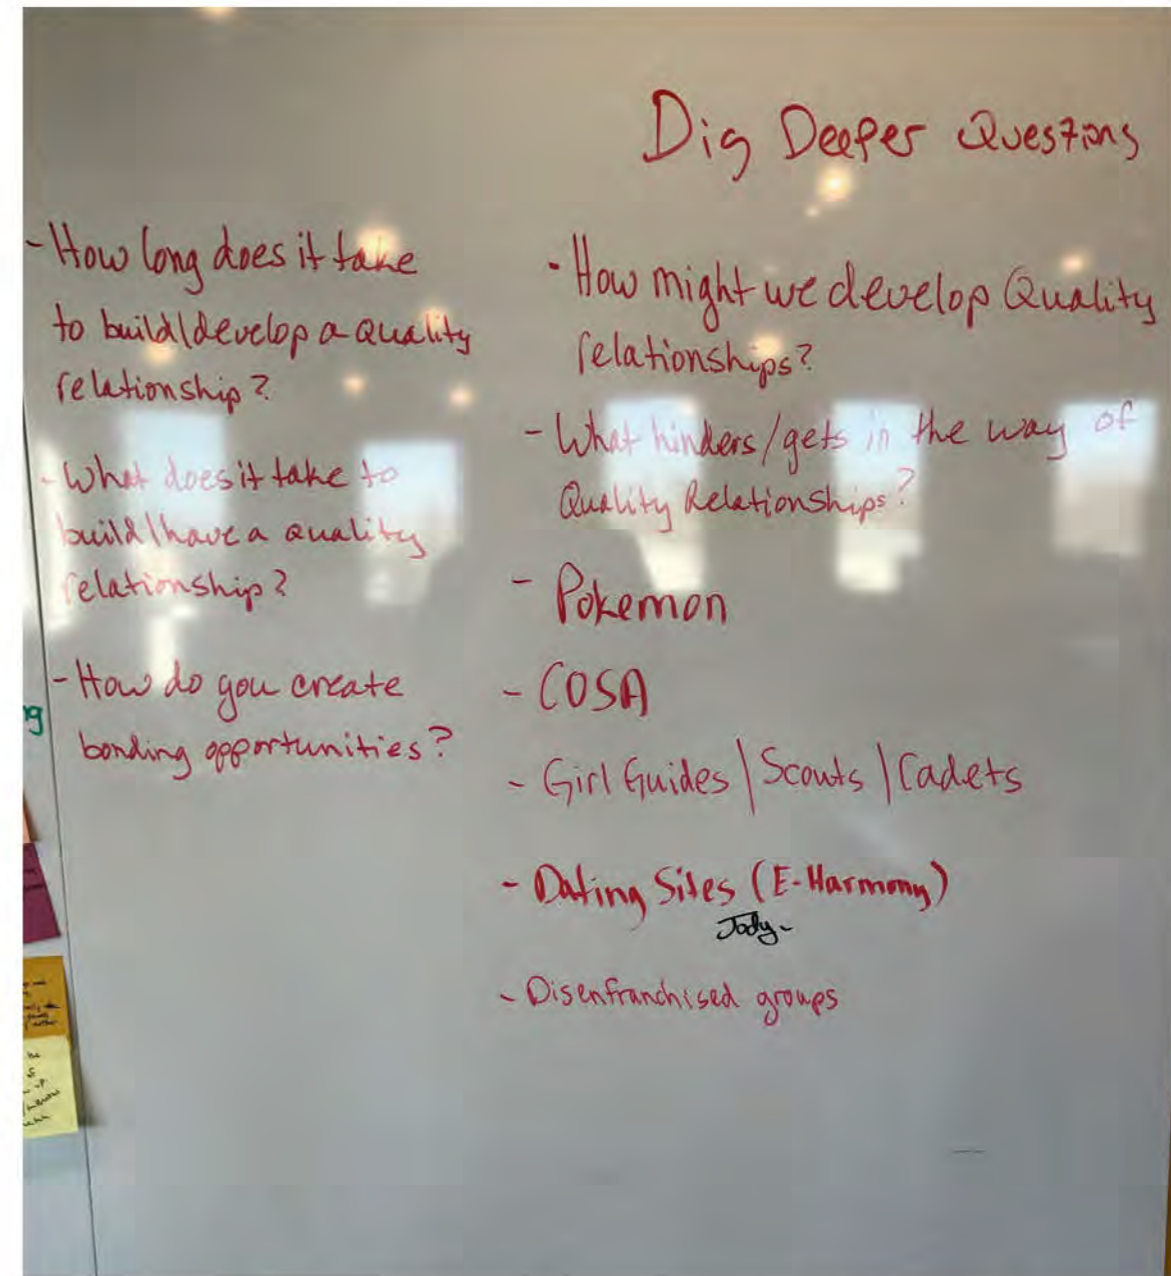 Dig Deeper Questions
- How long does it take
to build/develop a quality
relationship?
- What does it take to
build/have a quality
relationship?
- How do you create
bonding opportunities?
- How might we develop Quality
relationships?
- What hinders/gets in the way of
Quality Relationships?
- Pokemon
- COSA
- Girl Guides / Scouts / Cadets
- Dating Sites (E-Harmony)
Jody-
- Disenfranchised groups